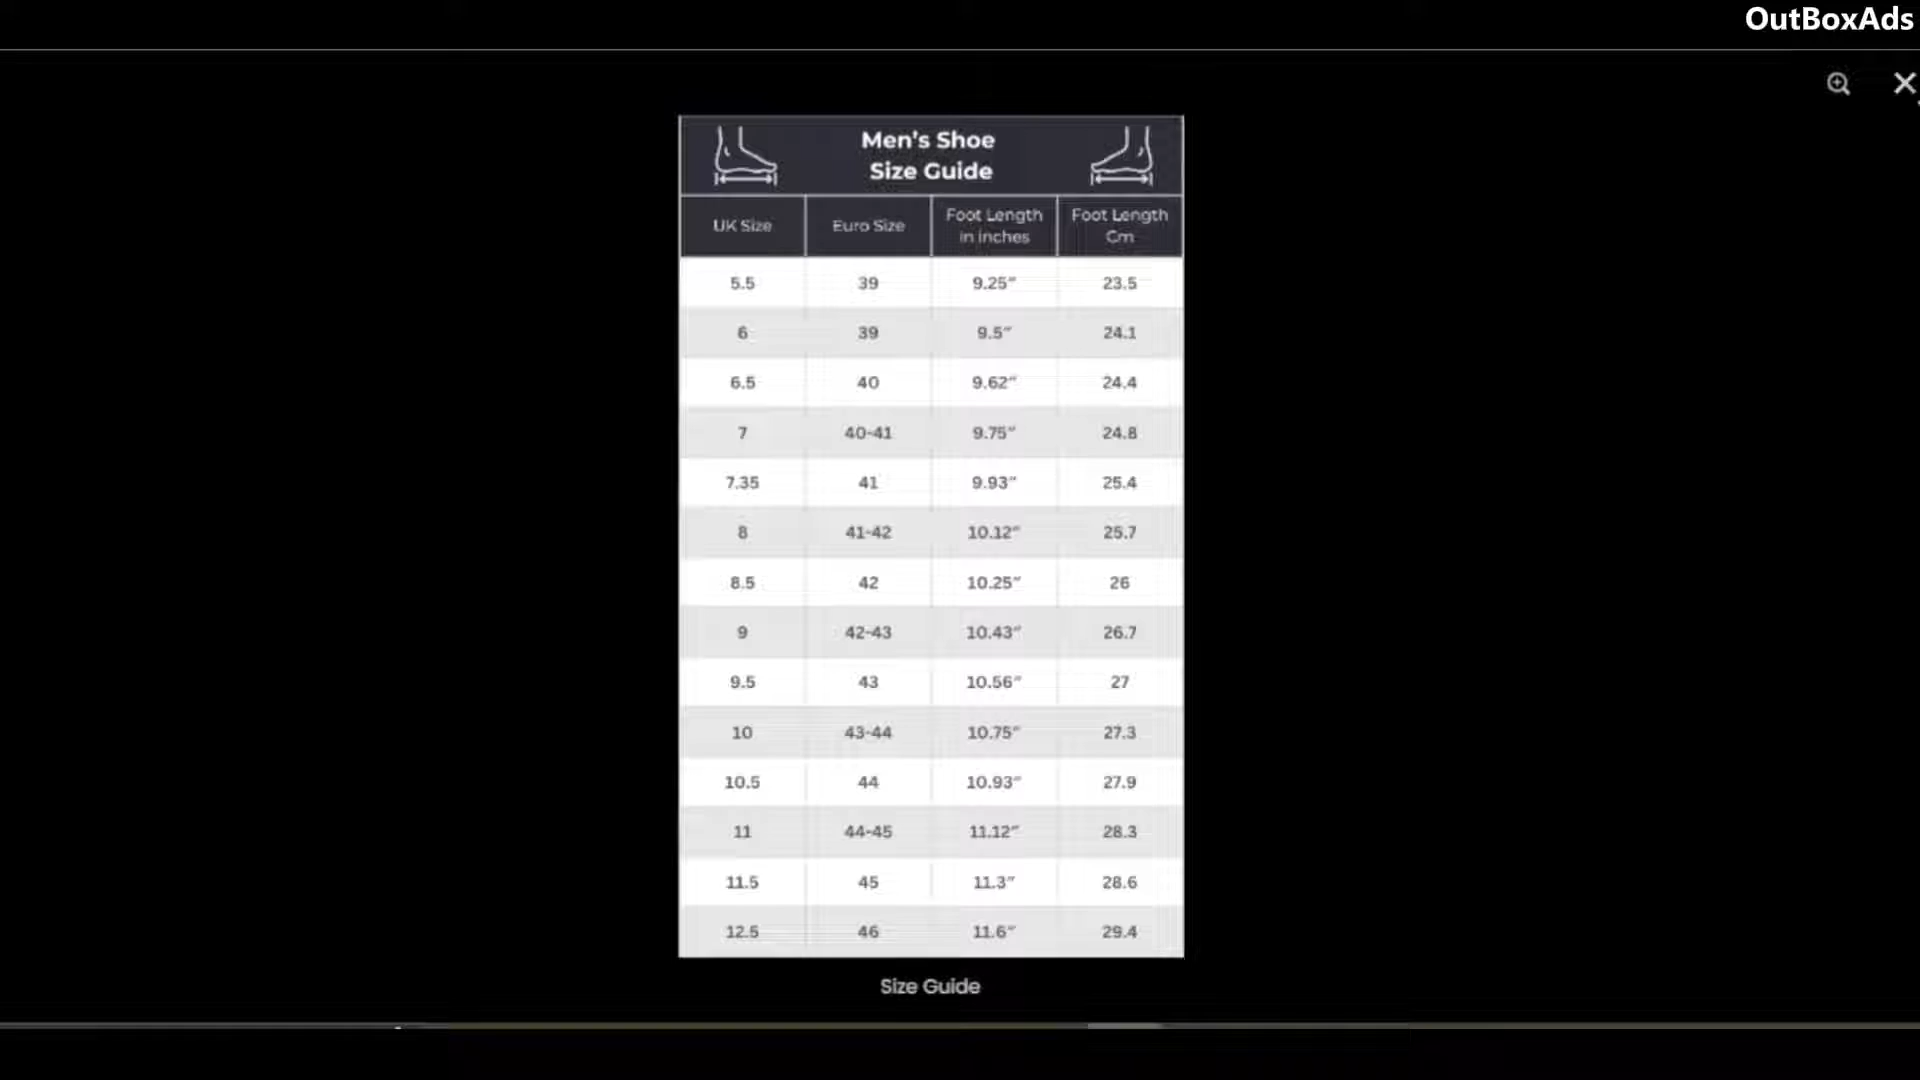 OutBoxAds
Men's Shoe
Size Guide
UK Size Euro Size Foot Length in inches Foot Length Cm
5.5 39 9.25" 23.5
6 39 9.5" 24.1
6.5 40 9.62" 24.4
7 40-41 9.75" 24.8
7.35 41 9.93" 25.4
8 41-42 10.12" 25.7
8.5 42 10.25" 26
9 42-43 10.43" 26.7
9.5 43 10.56" 27
10 43-44 10.75" 27.3
10.5 44 10.93" 27.9
11 44-45 11.12" 28.3
11.5 45 11.3" 28.6
12.5 46 11.6" 29.4
Size Guide